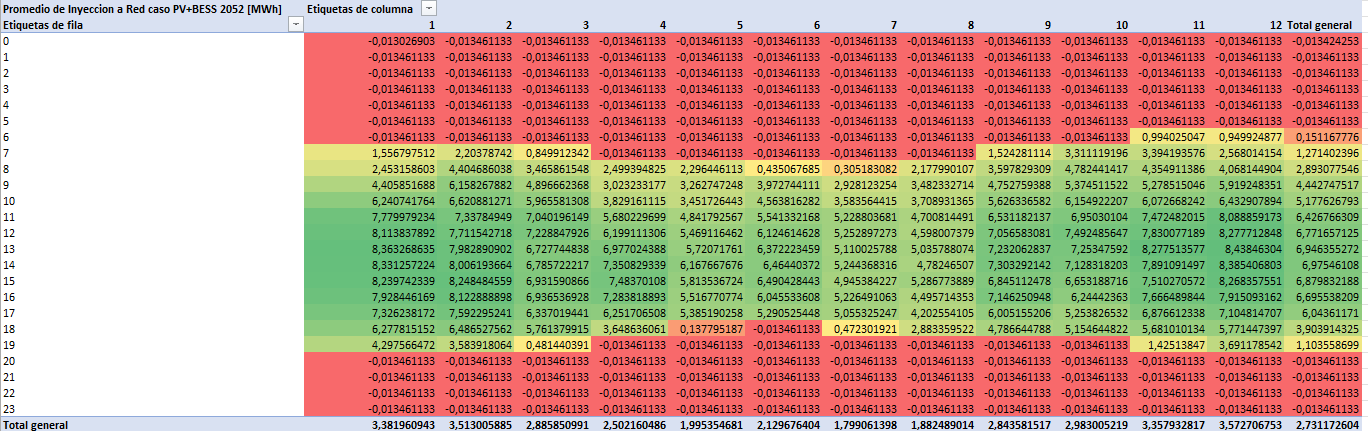 Promedio de Inyeccion a Red caso PV+BESS 2052 [MWh] Etiquetas de columna
Etiquetas de fila 1 2 3 4 5 6 7 8 9 10 11 12 Total general
0 -0,013026903 -0,013461133 -0,013461133 -0,013461133 -0,013461133 -0,013461133 -0,013461133 -0,013461133 -0,013461133 -0,013461133 -0,013461133 -0,013461133 -0,013424253
1 -0,013461133 -0,013461133 -0,013461133 -0,013461133 -0,013461133 -0,013461133 -0,013461133 -0,013461133 -0,013461133 -0,013461133 -0,013461133 -0,013461133 -0,013461133
2 -0,013461133 -0,013461133 -0,013461133 -0,013461133 -0,013461133 -0,013461133 -0,013461133 -0,013461133 -0,013461133 -0,013461133 -0,013461133 -0,013461133 -0,013461133
3 -0,013461133 -0,013461133 -0,013461133 -0,013461133 -0,013461133 -0,013461133 -0,013461133 -0,013461133 -0,013461133 -0,013461133 -0,013461133 -0,013461133 -0,013461133
4 -0,013461133 -0,013461133 -0,013461133 -0,013461133 -0,013461133 -0,013461133 -0,013461133 -0,013461133 -0,013461133 -0,013461133 -0,013461133 -0,013461133 -0,013461133
5 -0,013461133 -0,013461133 -0,013461133 -0,013461133 -0,013461133 -0,013461133 -0,013461133 -0,013461133 -0,013461133 -0,013461133 -0,013461133 -0,013461133 -0,013461133
6 -0,013461133 -0,013461133 -0,013461133 -0,013461133 -0,013461133 -0,013461133 -0,013461133 -0,013461133 -0,013461133 -0,013461133 0,994025047 0,949924877 0,151167776
7 1,556797512 2,20378742 0,849912342 -0,013461133 -0,013461133 -0,013461133 -0,013461133 -0,013461133 1,524281114 3,311119196 3,394193576 2,568014154 1,271402396
8 2,453158603 4,404686038 3,465861548 2,499394825 2,296446113 0,435067685 0,305183082 2,177990107 3,597829309 4,782441417 4,354911386 4,068144904 2,893077546
9 4,405851688 6,158267882 4,896662368 3,023233177 3,262747248 3,972744111 2,928123254 3,482332714 4,752759388 5,374511522 5,278515046 5,919248351 4,442747517
10 6,240741764 6,620881271 5,965581308 3,829161115 3,451726443 4,563816282 3,583564415 3,708931365 5,626336582 6,154922207 6,072668242 6,432907894 5,177626793
11 7,779979234 7,33784949 7,040196149 5,680229699 4,841792567 5,541332168 5,228803681 4,700814491 6,531182137 6,95030104 7,472482015 8,088859173 6,426766309
12 8,113837892 7,711542718 7,228847926 6,199111306 5,469116462 6,124614628 5,252897273 4,598007379 7,056583081 7,492485647 7,830077189 8,277712848 6,771657125
13 8,363268635 7,982890902 6,727744838 6,977024388 5,72071761 6,372223459 5,110025788 5,035788074 7,232062837 7,25347592 8,277513577 8,43846304 6,946355272
14 8,331257224 8,006193664 6,785722217 7,350829339 6,167667676 6,46440372 5,244368316 4,78246507 7,303292142 7,128318203 7,891091497 8,385406803 6,97546108
15 8,239742339 8,248484559 6,931590866 7,48370108 5,813536724 6,490428443 4,945384227 5,286773889 6,845112478 6,653188716 7,510270572 8,268357551 6,879932188
16 7,928446169 8,122888898 6,936536928 7,283818893 5,516770774 6,045533608 5,226491063 4,495714353 7,146250948 6,24442363 7,666489844 7,915093162 6,695538209
17 7,326238172 7,592295241 6,337019441 6,251706508 5,385190258 5,290525448 5,055325247 4,202554105 6,005155206 5,253826532 6,876612338 7,104814707 6,04361171
18 6,277815152 6,486527562 5,761379915 3,648636061 0,137795187 -0,013461133 0,472301921 2,883359522 4,786644788 5,154644822 5,681010134 5,771447397 3,903914325
19 4,297566472 3,583918064 0,481440391 -0,013461133 -0,013461133 -0,013461133 -0,013461133 -0,013461133 -0,013461133 -0,013461133 1,42513847 3,691178542 1,103558699
20 -0,013461133 -0,013461133 -0,013461133 -0,013461133 -0,013461133 -0,013461133 -0,013461133 -0,013461133 -0,013461133 -0,013461133 -0,013461133 -0,013461133 -0,013461133
21 -0,013461133 -0,013461133 -0,013461133 -0,013461133 -0,013461133 -0,013461133 -0,013461133 -0,013461133 -0,013461133 -0,013461133 -0,013461133 -0,013461133 -0,013461133
22 -0,013461133 -0,013461133 -0,013461133 -0,013461133 -0,013461133 -0,013461133 -0,013461133 -0,013461133 -0,013461133 -0,013461133 -0,013461133 -0,013461133 -0,013461133
23 -0,013461133 -0,013461133 -0,013461133 -0,013461133 -0,013461133 -0,013461133 -0,013461133 -0,013461133 -0,013461133 -0,013461133 -0,013461133 -0,013461133 -0,013461133
Total general 3,381960943 3,513005885 2,885850991 2,502160486 1,995354681 2,129676404 1,799061398 1,882489014 2,843581517 2,983005219 3,357932817 3,572706753 2,731172604